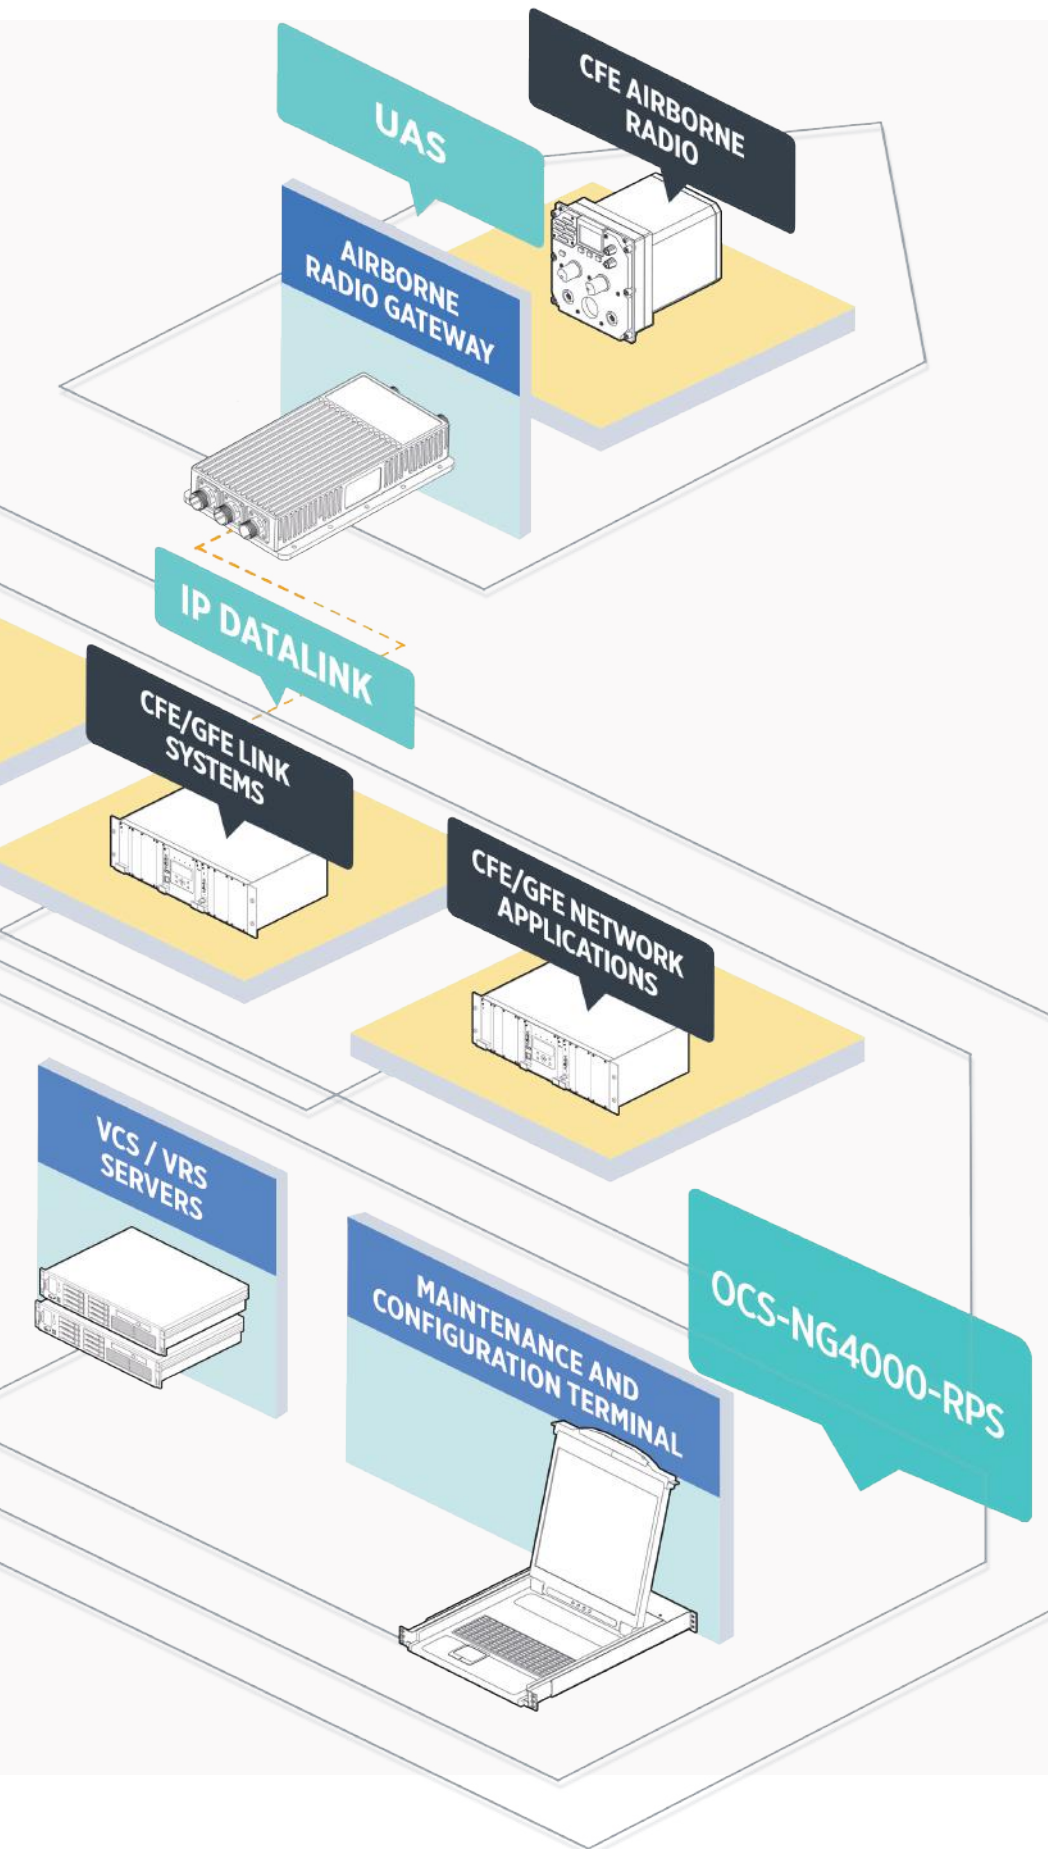 UAS
CFE AIRBORNE
RADIO
AIRBORNE
RADIO GATEWAY
IP DATALINK
CFE/GFE LINK
SYSTEMS
CFE/GFE NETWORK
APPLICATIONS
VCS / VRS
SERVERS
MAINTENANCE AND
CONFIGURATION TERMINAL
OCS-NG4000-RPS